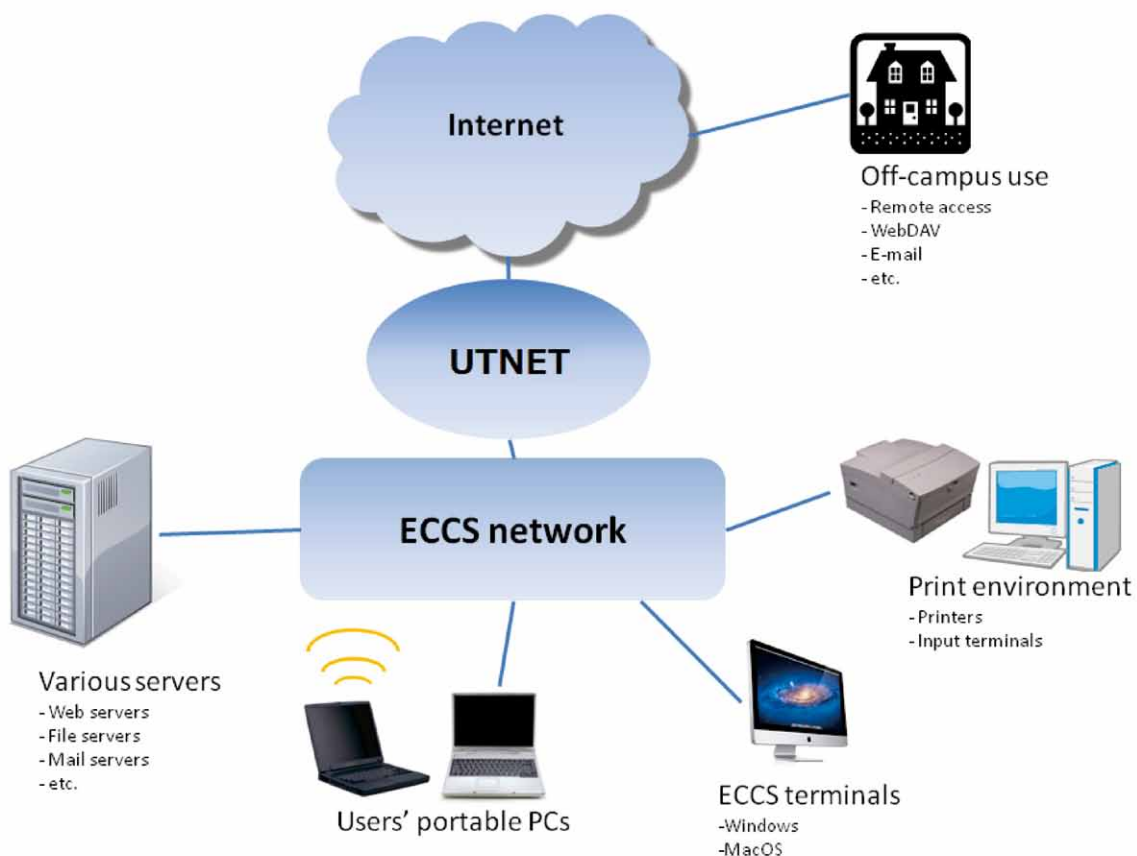 Internet
Off-campus use
- Remote access
- WebDAV
- E-mail
- etc.
UTNET
ECCS network
Print environment
- Printers
- Input terminals
Various servers
- Web servers
- File servers
- Mail servers
- etc.
Users' portable PCs
ECCS terminals
-Windows
-MacOS